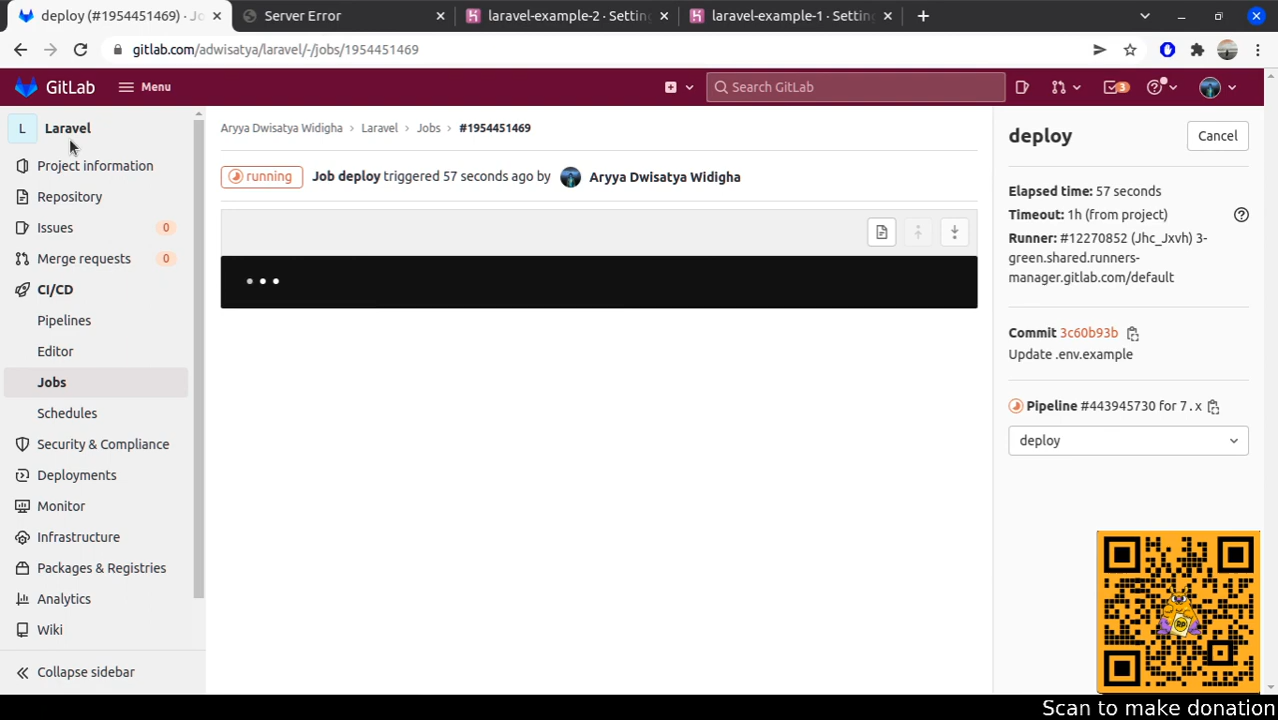 deploy (#1954451469) · Jo
Server Error
laravel-example-2 · Setting
laravel-example-1 · Setting
gitlab.com/adwisatya/laravel/-/jobs/1954451469
GitLab
Menu
Search GitLab
3
L
Laravel
Project information
Repository
Issues
0
Merge requests
0
CI/CD
Pipelines
Editor
Jobs
Schedules
Security & Compliance
Deployments
Monitor
Infrastructure
Packages & Registries
Analytics
Wiki
Collapse sidebar
Aryya Dwisatya Widigha › Laravel › Jobs › #1954451469
running Job deploy triggered 57 seconds ago by Aryya Dwisatya Widigha
deploy
Cancel
Elapsed time: 57 seconds
Timeout: 1h (from project)
Runner: #12270852 (Jhc_Jxvh) 3-
green.shared.runners-
manager.gitlab.com/default
Commit 3c60b93b
Update .env.example
Pipeline #443945730 for 7.x
deploy
Scan to make donation